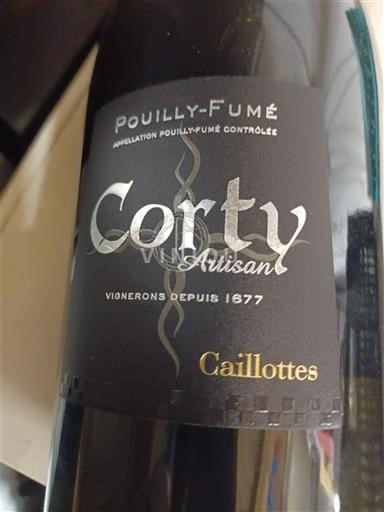 POUILLY-FUMÉ
APPELLATION POUILLY-FUMÉ CONTRÔLÉE
Corty
Artisan
VIGNERONS DEPUIS 1677
Caillottes